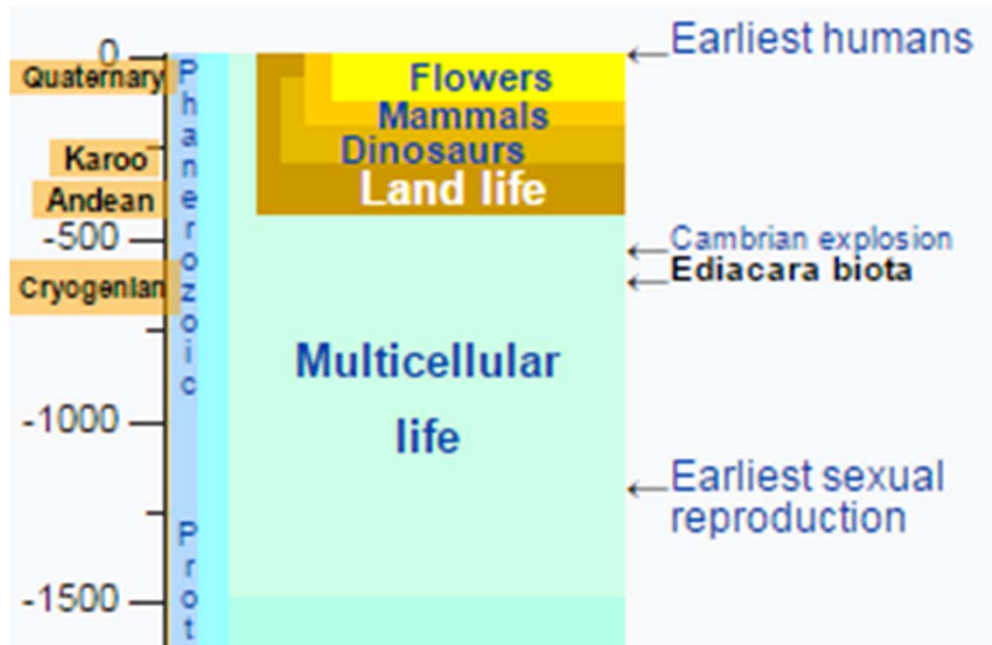 0
Quaternary
Karoo
Andean
-500
Cryogenian
-1000
-1500
Phanerozoic
Prot
Flowers
Mammals
Dinosaurs
Land life
Multicellular
life
Earliest humans
Cambrian explosion
Ediacara biota
Earliest sexual
reproduction